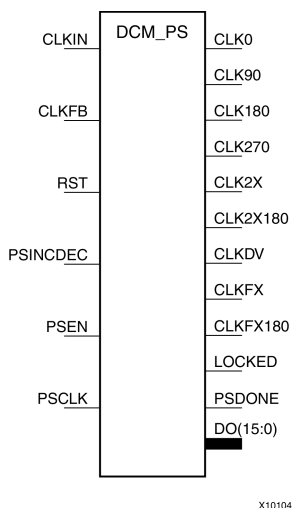 DCM_PS
CLKIN
CLK0
CLK90
CLKFB
CLK180
CLK270
RST
CLK2X
CLK2X180
PSINCDEC
CLKDV
CLKFX
PSEN
CLKFX180
LOCKED
PSCLK
PSDONE
DO(15:0)
X10104